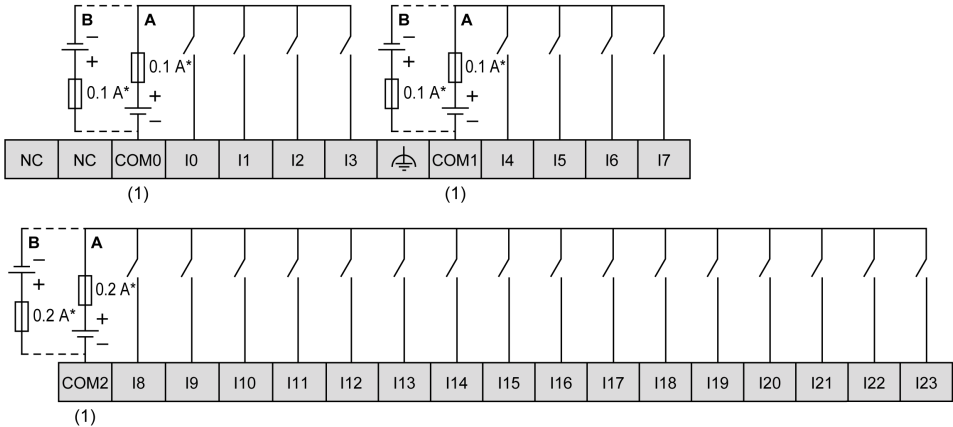 B A B A
− −
+ 0.1 A* + 0.1 A*
0.1 A* + 0.1 A* +
− −
NC NC COM0 I0 I1 I2 I3 COM1 I4 I5 I6 I7
(1) (1)
B A
−
+ 0.2 A*
0.2 A* +
−
COM2 I8 I9 I10 I11 I12 I13 I14 I15 I16 I17 I18 I19 I20 I21 I22 I23
(1)